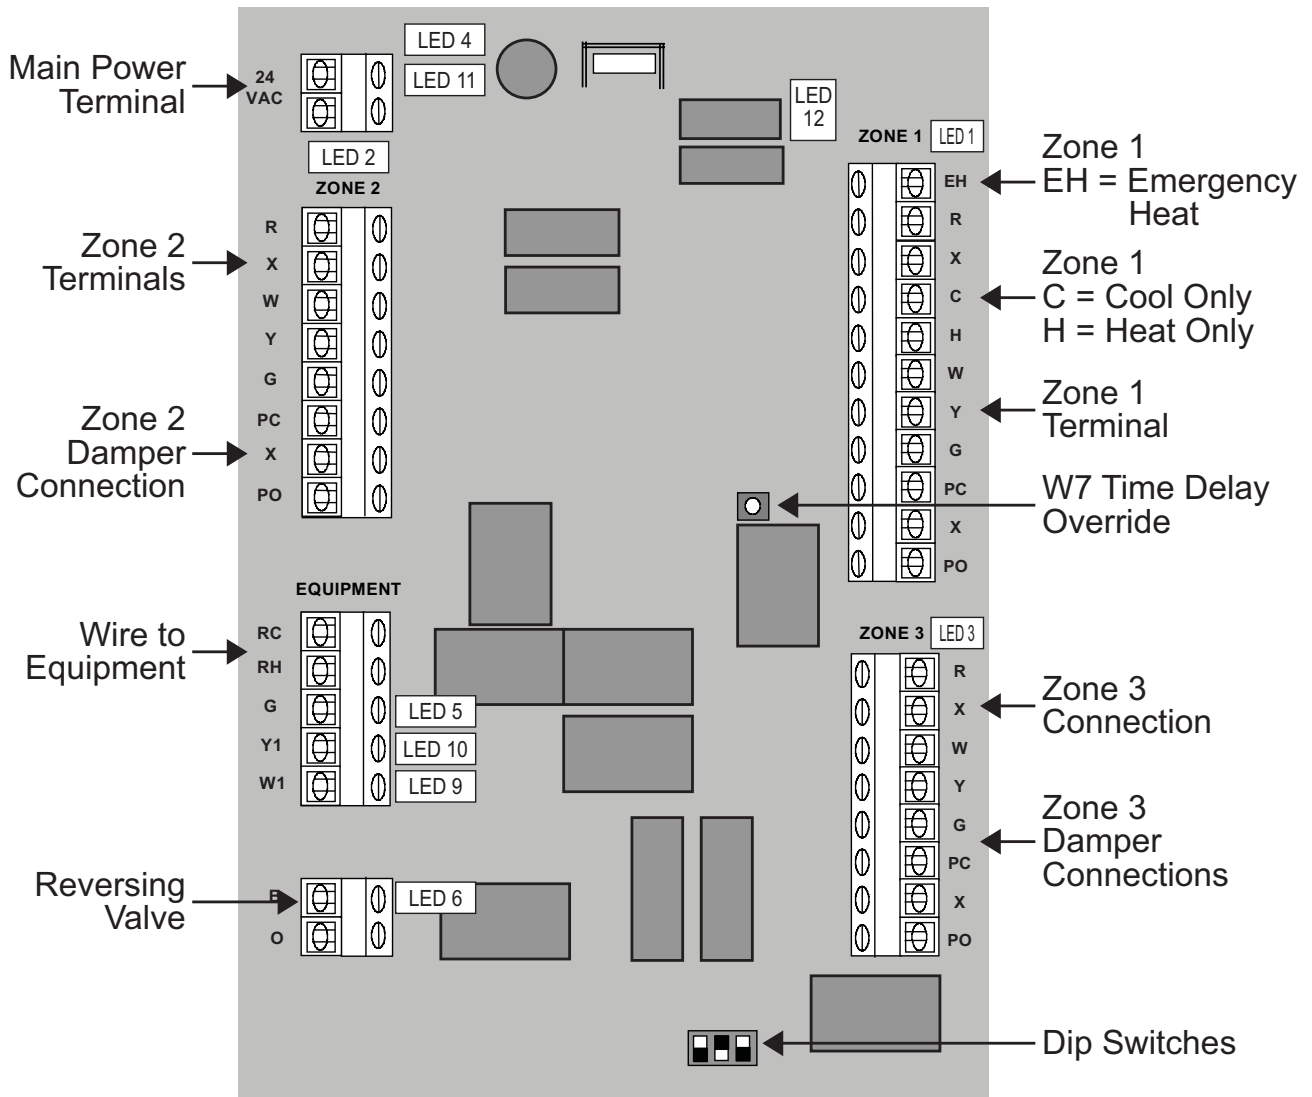 Main Power
Terminal
24
VAC
LED 4
LED 11
LED 2
LED
12
ZONE 2
R
X
W
Y
G
PC
X
PO
Zone 2
Terminals
Zone 2
Damper
Connection
EQUIPMENT
RC
RH
G
Y1
W1
LED 5
LED 10
LED 9
Wire to
Equipment
Reversing
Valve
O
LED 6
ZONE 1
LED 1
EH
R
X
C
H
W
Y
G
PC
X
PO
Zone 1
EH = Emergency
Heat
Zone 1
C = Cool Only
H = Heat Only
Zone 1
Terminal
W7 Time Delay
Override
ZONE 3
LED 3
R
X
W
Y
G
PC
X
PO
Zone 3
Connection
Zone 3
Damper
Connections
Dip Switches